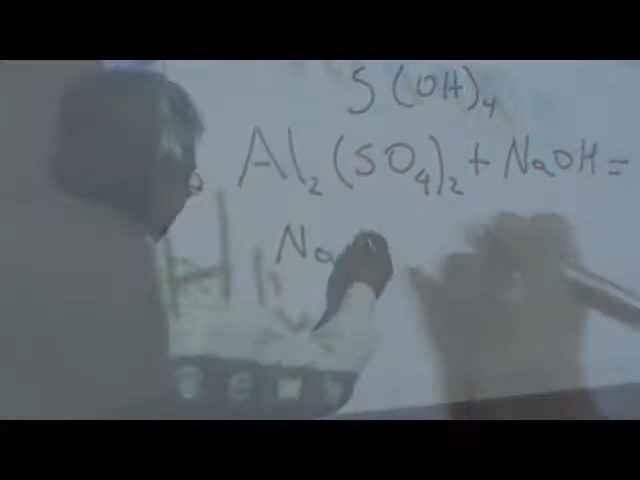 S(OH)₄
Al₂(SO₄)₂ + NaOH =
Na